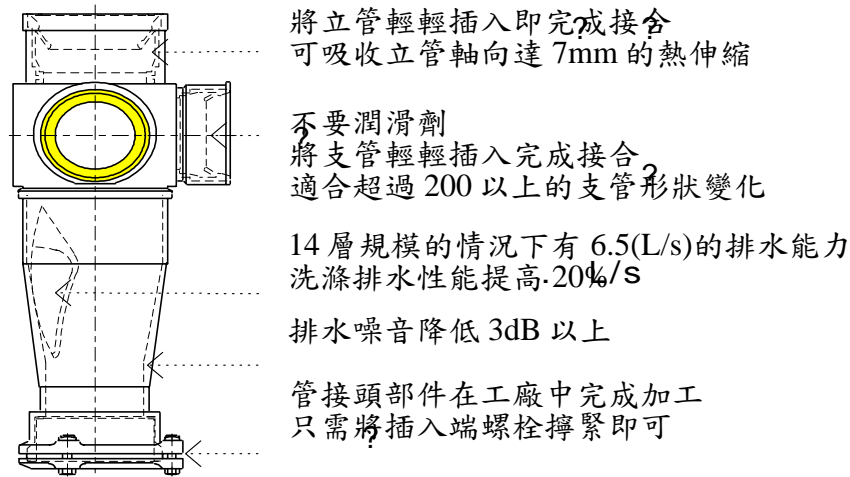 將立管輕輕插入即完成接合
可吸收立管軸向達 7mm 的熱伸縮
不要潤滑劑
將支管輕輕插入完成接合
適合超過 200 以上的支管形狀變化
14 層規模的情況下有 6.5(L/s)的排水能力
洗滌排水性能提高 20%
排水噪音降低 3dB 以上
管接頭部件在工廠中完成加工
只需將插入端螺栓擰緊即可